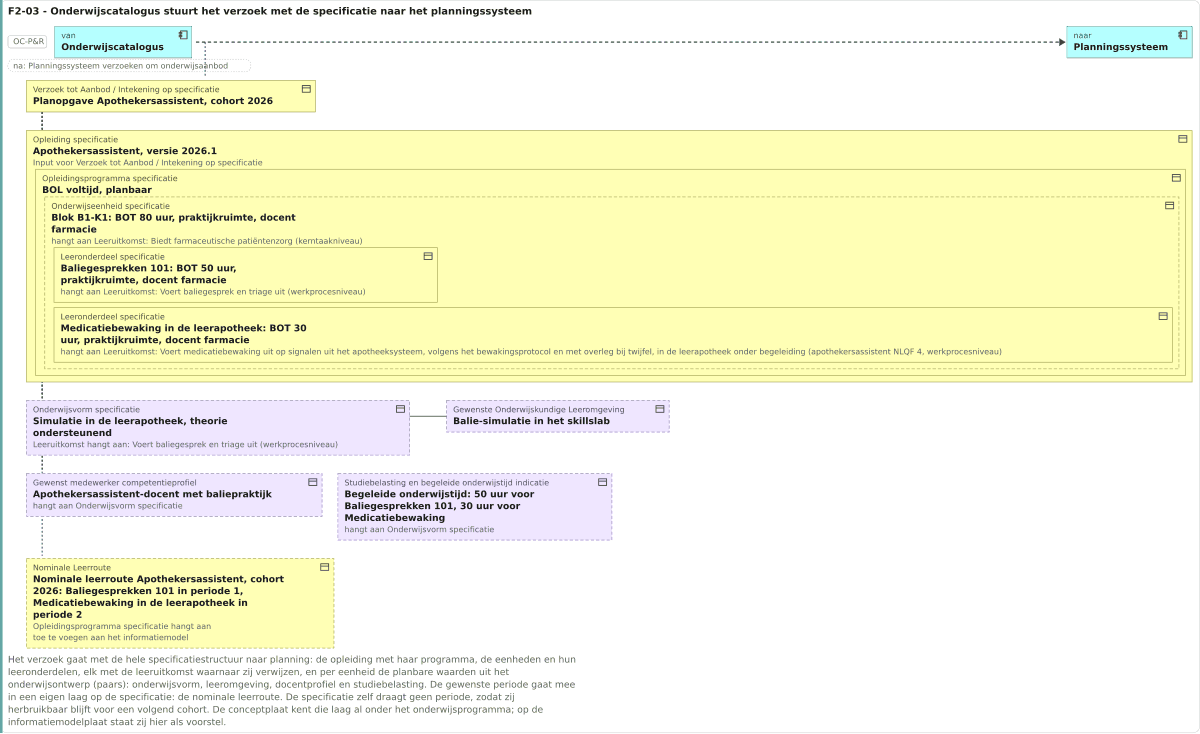 F2-03 - Onderwijscatalogus stuurt het verzoek met de specificatie naar het planningssysteem
OC-P&R
van
Onderwijscatalogus
naar
Planningssysteem
na: Planningssysteem verzoeken om onderwijsaanbod
Verzoek tot Aanbod / Intekening op specificatie
Planopgave Apothekersassistent, cohort 2026
Opleiding specificatie
Apothekersassistent, versie 2026.1
Input voor Verzoek tot Aanbod / Intekening op specificatie
Opleidingsprogramma specificatie
BOL voltijd, planbaar
Onderwijseenheid specificatie
Blok B1-K1: BOT 80 uur, praktijkruimte, docent
farmacie
hangt aan Leeruitkomst: Biedt farmaceutische patiëntenzorg (kerntaakniveau)
Leeronderdeel specificatie
Baliegesprekken 101: BOT 50 uur,
praktijkruimte, docent farmacie
hangt aan Leeruitkomst: Voert baliegesprek en triage uit (werkprocesniveau)
Leeronderdeel specificatie
Medicatiebewaking in de leerapotheek: BOT 30
uur, praktijkruimte, docent farmacie
hangt aan Leeruitkomst: Voert medicatiebewaking uit op signalen uit het apotheeksysteem, volgens het bewakingsprotocol en met overleg bij twijfel, in de leerapotheek onder begeleiding (apothekersassistent NLQF 4, werkprocesniveau)
Onderwijsvorm specificatie
Simulatie in de leerapotheek, theorie
ondersteunend
Leeruitkomst hangt aan: Voert baliegesprek en triage uit (werkprocesniveau)
Gewenste Onderwijskundige Leeromgeving
Balie-simulatie in het skillslab
Gewenst medewerker competentieprofiel
Apothekersassistent-docent met baliepraktijk
hangt aan Onderwijsvorm specificatie
Studiebelasting en begeleide onderwijstijd indicatie
Begeleide onderwijstijd: 50 uur voor
Baliegesprekken 101, 30 uur voor
Medicatiebewaking
hangt aan Onderwijsvorm specificatie
Nominale Leerroute
Nominale leerroute Apothekersassistent, cohort
2026: Baliegesprekken 101 in periode 1,
Medicatiebewaking in de leerapotheek in
periode 2
Opleidingsprogramma specificatie hangt aan
toe te voegen aan het informatiemodel
Het verzoek gaat met de hele specificatiestructuur naar planning: de opleiding met haar programma, de eenheden en hun
leeronderdelen, elk met de leeruitkomst waarnaar zij verwijzen, en per eenheid de planbare waarden uit het
onderwijsontwerp (paars): onderwijsvorm, leeromgeving, docentprofiel en studiebelasting. De gewenste periode gaat mee
in een eigen laag op de specificatie: de nominale leerroute. De specificatie zelf draagt geen periode, zodat zij
herbruikbaar blijft voor een volgend cohort. De conceptplaat kent die laag al onder het onderwijsprogramma; op de
informatiemodelplaat staat zij hier als voorstel.